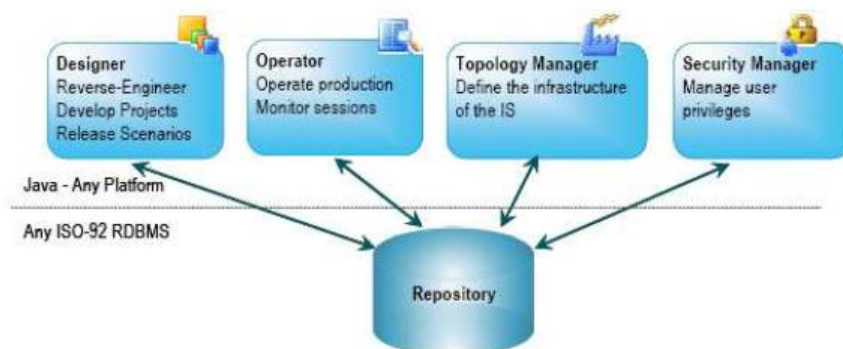 Designer
Reverse-Engineer
Develop Projects
Release Scenarios
Operator
Operate production
Monitor sessions
Topology Manager
Define the infrastructure
of the IS
Security Manager
Manage user
privileges
Java - Any Platform
Any ISO-92 RDBMS
Repository